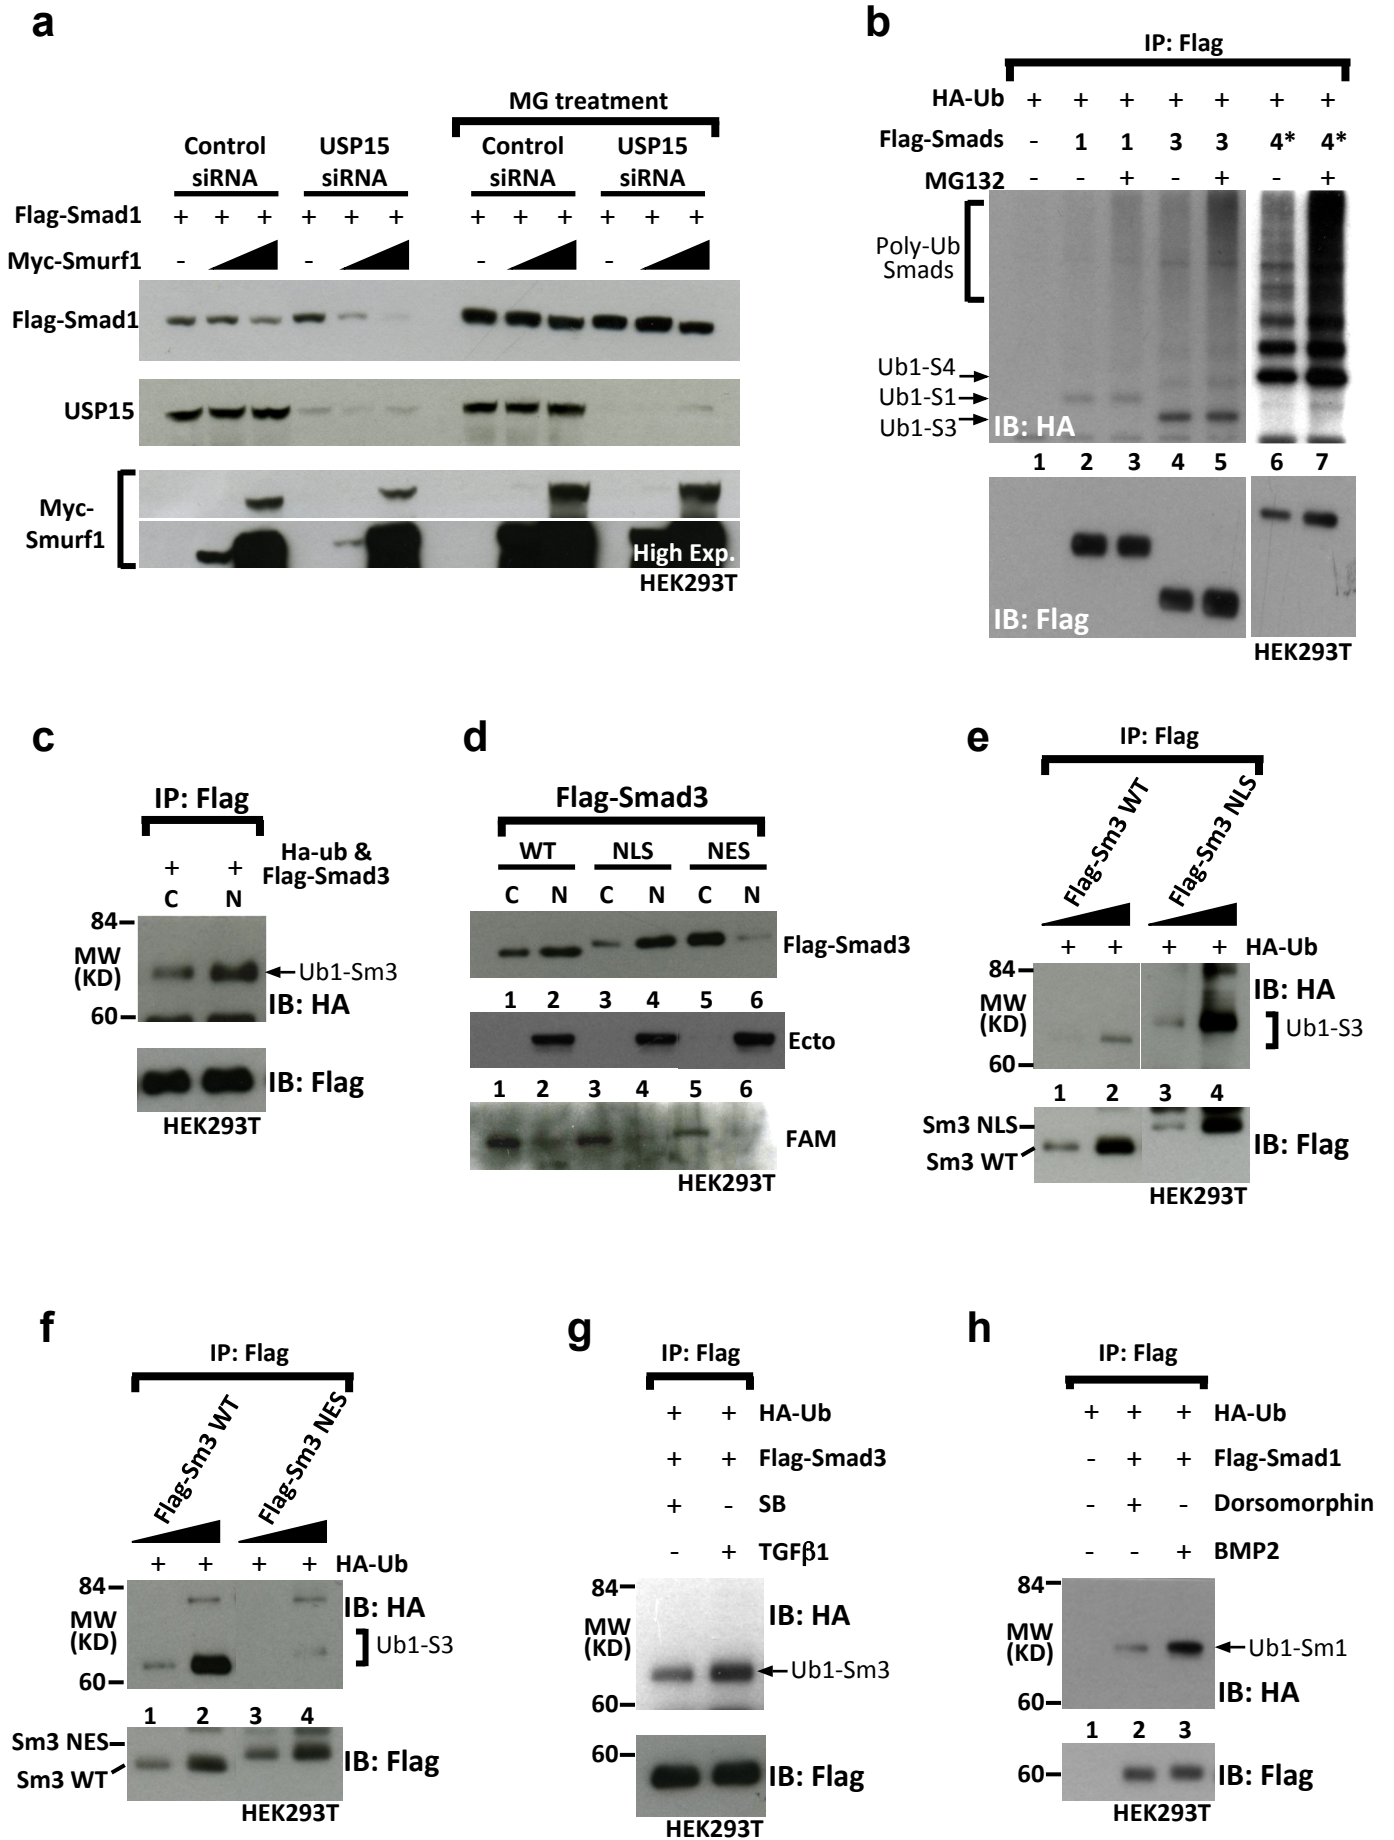 a
MG treatment
Control siRNA USP15 siRNA Control siRNA USP15 siRNA
Flag-Smad1 + + + + + + + + + + + +
Myc-Smurf1 - - - -
Flag-Smad1
USP15
Myc-Smurf1
High Exp.
HEK293T
b
IP: Flag
HA-Ub + + + + + + +
Flag-Smads - 1 1 3 3 4* 4*
MG132 - - + - + - +
Poly-Ub
Smads
Ub1-S4
Ub1-S1
Ub1-S3
IB: HA
1 2 3 4 5 6 7
IB: Flag
HEK293T
c
IP: Flag
+ + Ha-ub &
Flag-Smad3
C N
84
MW
(KD)
Ub1-Sm3
IB: HA
60
IB: Flag
HEK293T
d
Flag-Smad3
WT NLS NES
C N C N C N
Flag-Smad3
1 2 3 4 5 6
Ecto
1 2 3 4 5 6
FAM
HEK293T
e
IP: Flag
Flag-Sm3 WT
Flag-Sm3 NLS
+ + + + HA-Ub
84
IB: HA
MW
(KD)
Ub1-S3
60
1 2 3 4
Sm3 NLS
Sm3 WT
IB: Flag
HEK293T
f
IP: Flag
Flag-Sm3 WT
Flag-Sm3 NES
+ + + + HA-Ub
84
IB: HA
MW
(KD)
Ub1-S3
60
1 2 3 4
Sm3 NES
Sm3 WT
IB: Flag
HEK293T
g
IP: Flag
+ + HA-Ub
+ + Flag-Smad3
+ - SB
- + TGFβ1
84
IB: HA
MW
(KD)
Ub1-Sm3
60
60
IB: Flag
HEK293T
h
IP: Flag
+ + + HA-Ub
- + + Flag-Smad1
- + - Dorsomorphin
- - + BMP2
84
MW
(KD)
Ub1-Sm1
IB: HA
60
1 2 3
60
IB: Flag
HEK293T